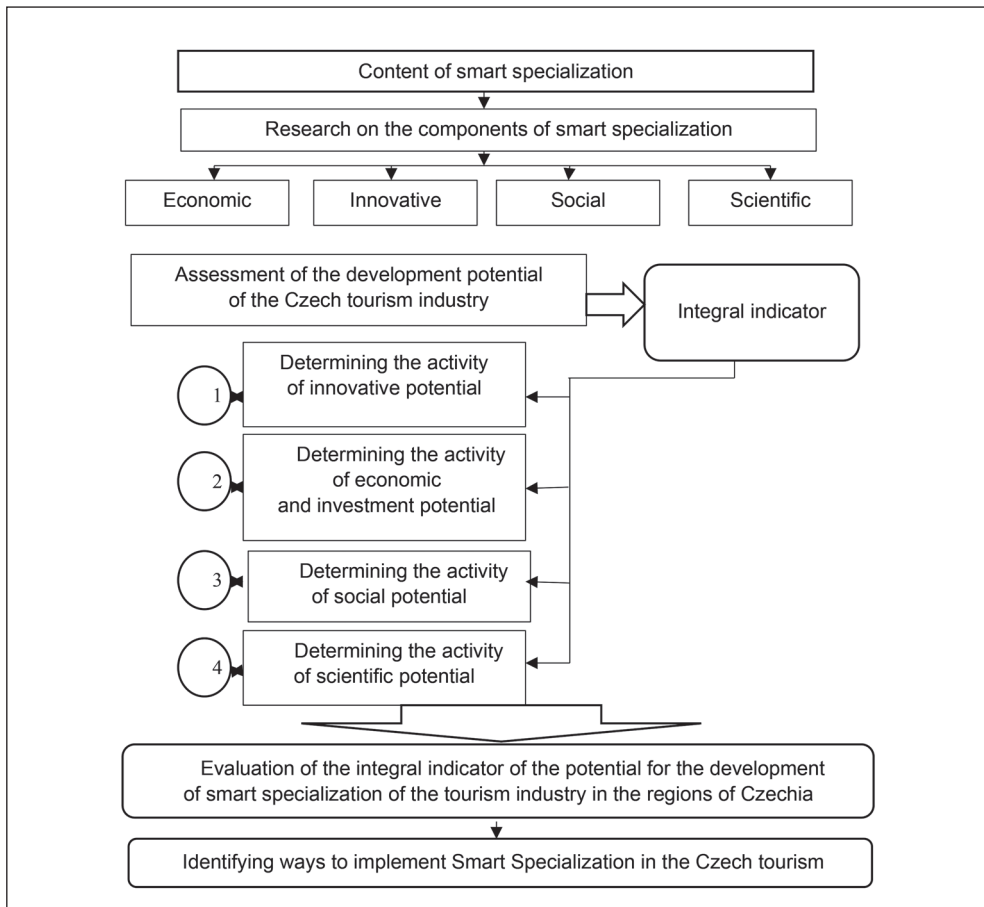 Content of smart specialization
Research on the components of smart specialization
Economic
Innovative
Social
Scientific
Assessment of the development potential
of the Czech tourism industry
Integral indicator
Determining the activity
of innovative potential
1
Determining the activity
of economic
and investment potential
2
Determining the activity
of social potential
3
Determining the activity
of scientific potential
4
Evaluation of the integral indicator of the potential for the development
of smart specialization of the tourism industry in the regions of Czechia
Identifying ways to implement Smart Specialization in the Czech tourism